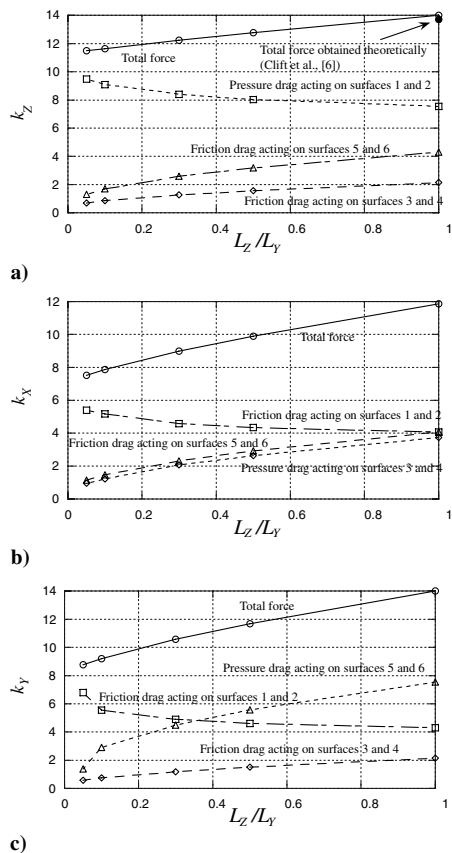 14
12
10
8
6
4
2
0
k_Z
Total force
Total force obtained theoretically
(Clift et al., [6])
Pressure drag acting on surfaces 1 and 2
Friction drag acting on surfaces 5 and 6
Friction drag acting on surfaces 3 and 4
0 0.2 0.4 0.6 0.8 1
L_Z/L_Y
a)
12
10
8
6
4
2
0
k_X
Total force
Friction drag acting on surfaces 1 and 2
Friction drag acting on surfaces 5 and 6
Pressure drag acting on surfaces 3 and 4
0 0.2 0.4 0.6 0.8 1
L_Z/L_Y
b)
14
12
10
8
6
4
2
0
k_Y
Total force
Pressure drag acting on surfaces 5 and 6
Friction drag acting on surfaces 1 and 2
Friction drag acting on surfaces 3 and 4
0 0.2 0.4 0.6 0.8 1
L_Z/L_Y
c)